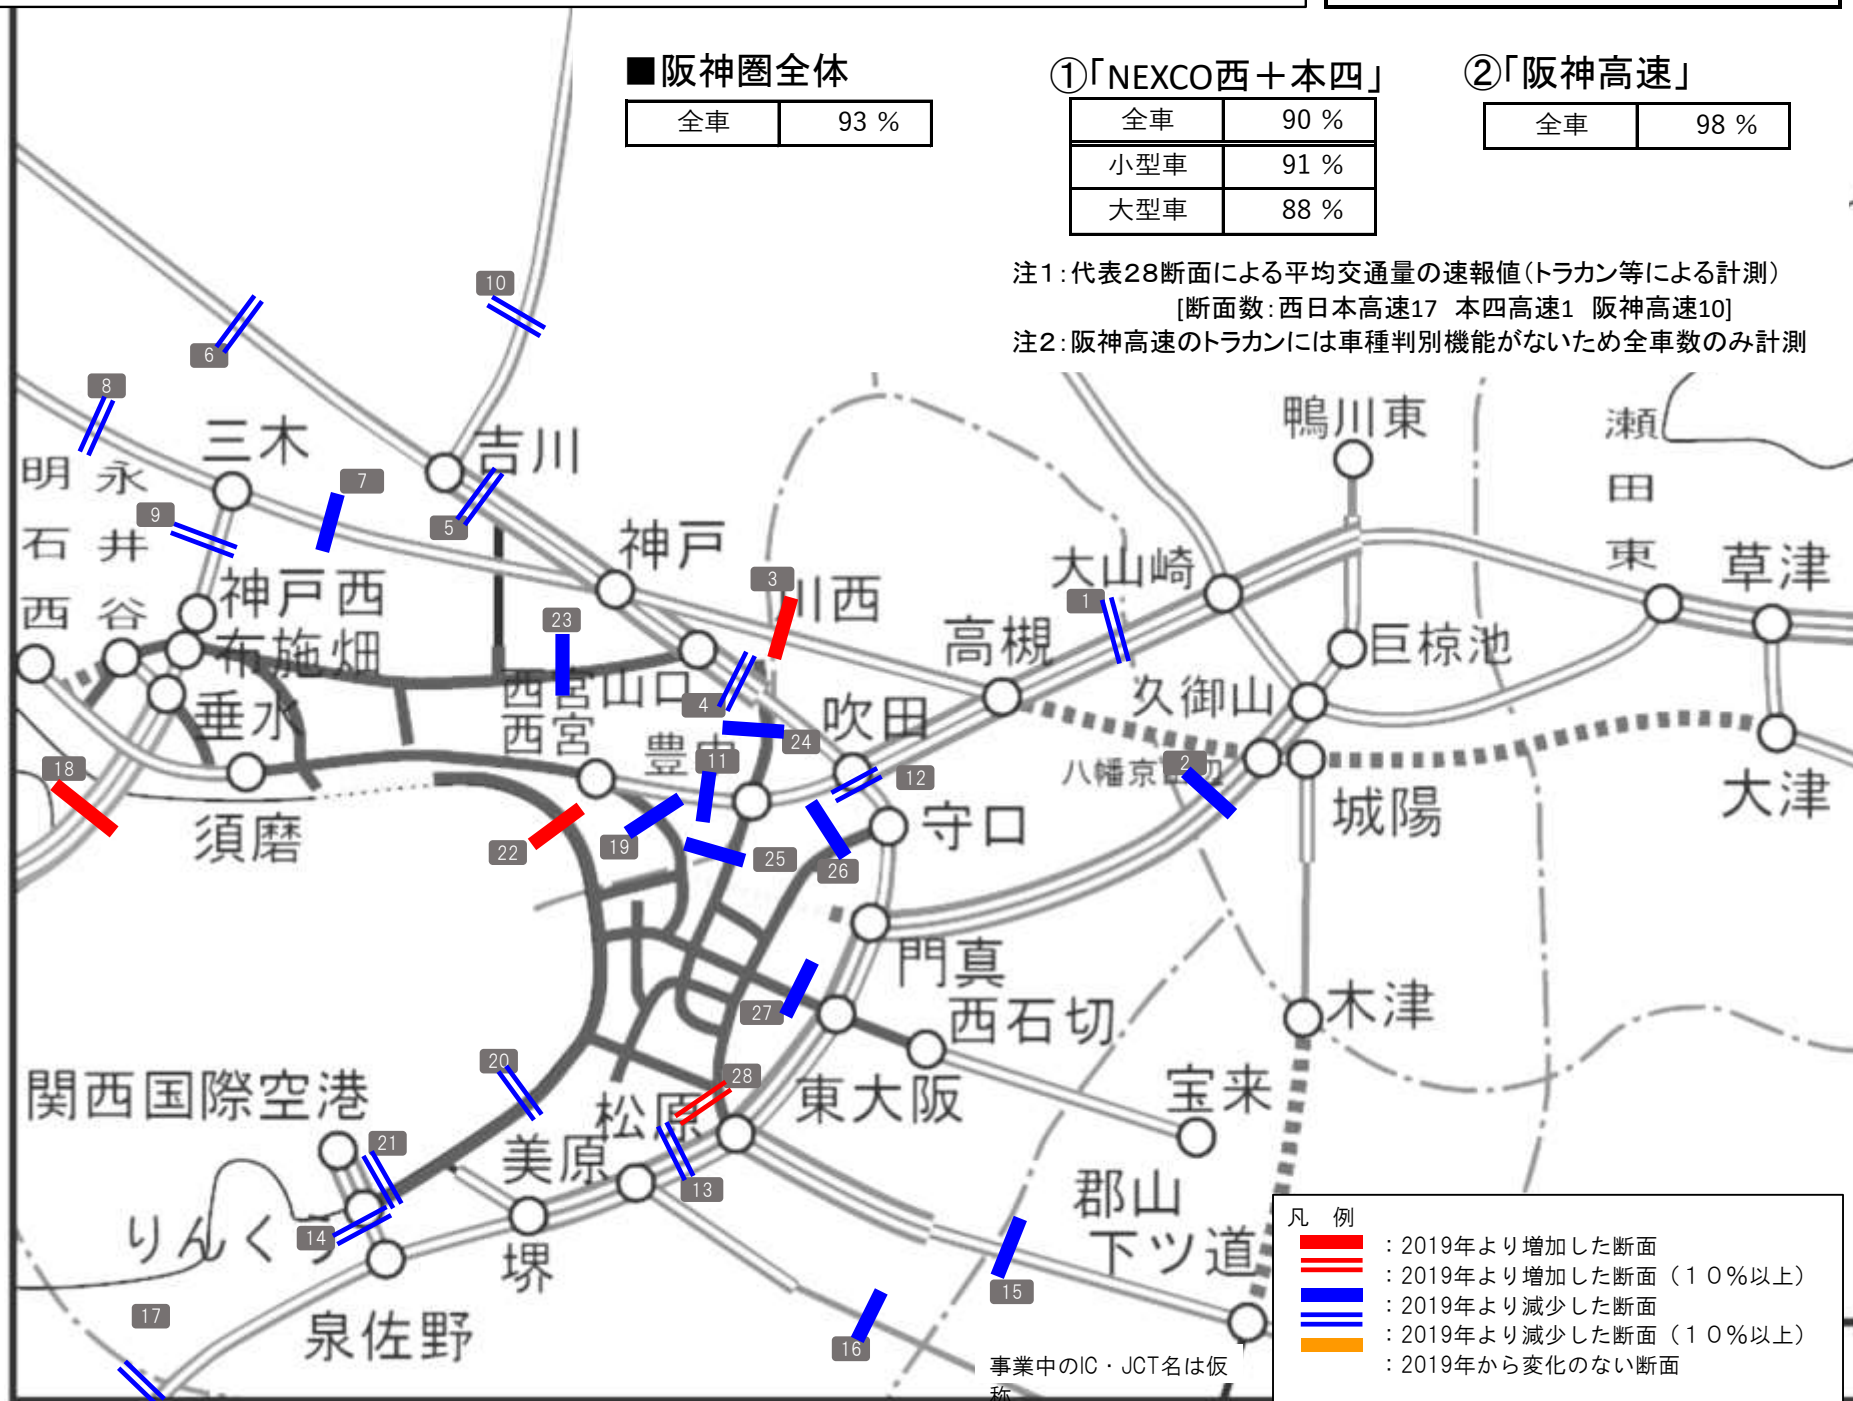 ■阪神圏全体
全車 93 %
①「NEXCO西＋本四」
全車 90 %
小型車 91 %
大型車 88 %
②「阪神高速」
全車 98 %
注１：代表２８断面による平均交通量の速報値（トラカン等による計測）
[断面数：西日本高速17 本四高速1 阪神高速10]
注２：阪神高速のトラカンには車種判別機能がないため全車数のみ計測
10
6
8
三木
吉川
7
明石西
永井谷
9
5
神戸
神戸西
布施畑
23
3
川西
大山崎
1
鴨川東
瀬田東
草津
高槻
巨椋池
久御山
西宮山口
西宮
4
24
吹田
垂水
豊中
11
12
18
須磨
22
19
25
26
守口
2
城陽
大津
門真
27
西石切
木津
関西国際空港
20
28
松原
東大阪
宝来
21
美原
13
郡山
下ツ道
りんくう
14
堺
15
17
泉佐野
16
事業中のIC・JCT名は仮
称
凡 例
：2019年より増加した断面
：2019年より増加した断面（１０％以上）
：2019年より減少した断面
：2019年より減少した断面（１０％以上）
：2019年から変化のない断面